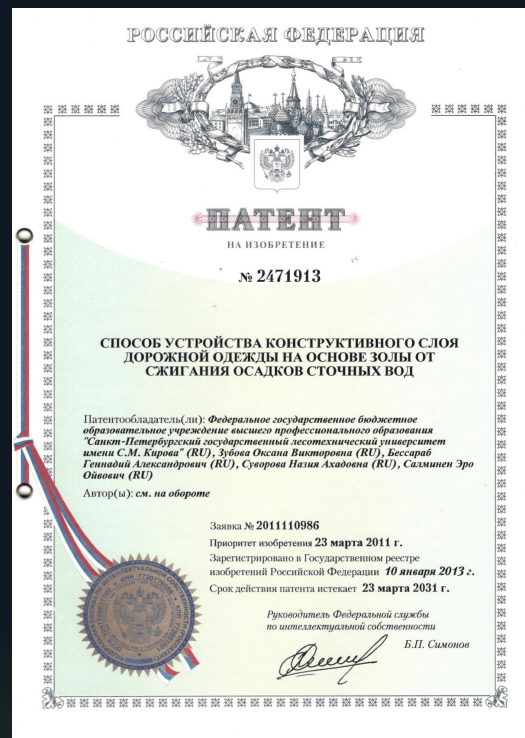 РОССИЙСКАЯ ФЕДЕРАЦИЯ
ПАТЕНТ
НА ИЗОБРЕТЕНИЕ
№ 2471913
СПОСОБ УСТРОЙСТВА КОНСТРУКТИВНОГО СЛОЯ
ДОРОЖНОЙ ОДЕЖДЫ НА ОСНОВЕ ЗОЛЫ ОТ
СЖИГАНИЯ ОСАДКОВ СТОЧНЫХ ВОД
Патентообладатель(ли): Федеральное государственное бюджетное
образовательное учреждение высшего профессионального образования
"Санкт-Петербургский государственный лесотехнический университет
имени С.М. Кирова" (RU), Зубова Оксана Викторовна (RU), Бессараб
Геннадий Александрович (RU), Суворова Назия Ахадовна (RU), Салминен Эро
Ойвович (RU)
Автор(ы): см. на обороте
Заявка № 2011110986
Приоритет изобретения 23 марта 2011 г.
Зарегистрировано в Государственном реестре
изобретений Российской Федерации 10 января 2013 г.
Срок действия патента истекает 23 марта 2031 г.
Руководитель Федеральной службы
по интеллектуальной собственности
Б.П. Симонов